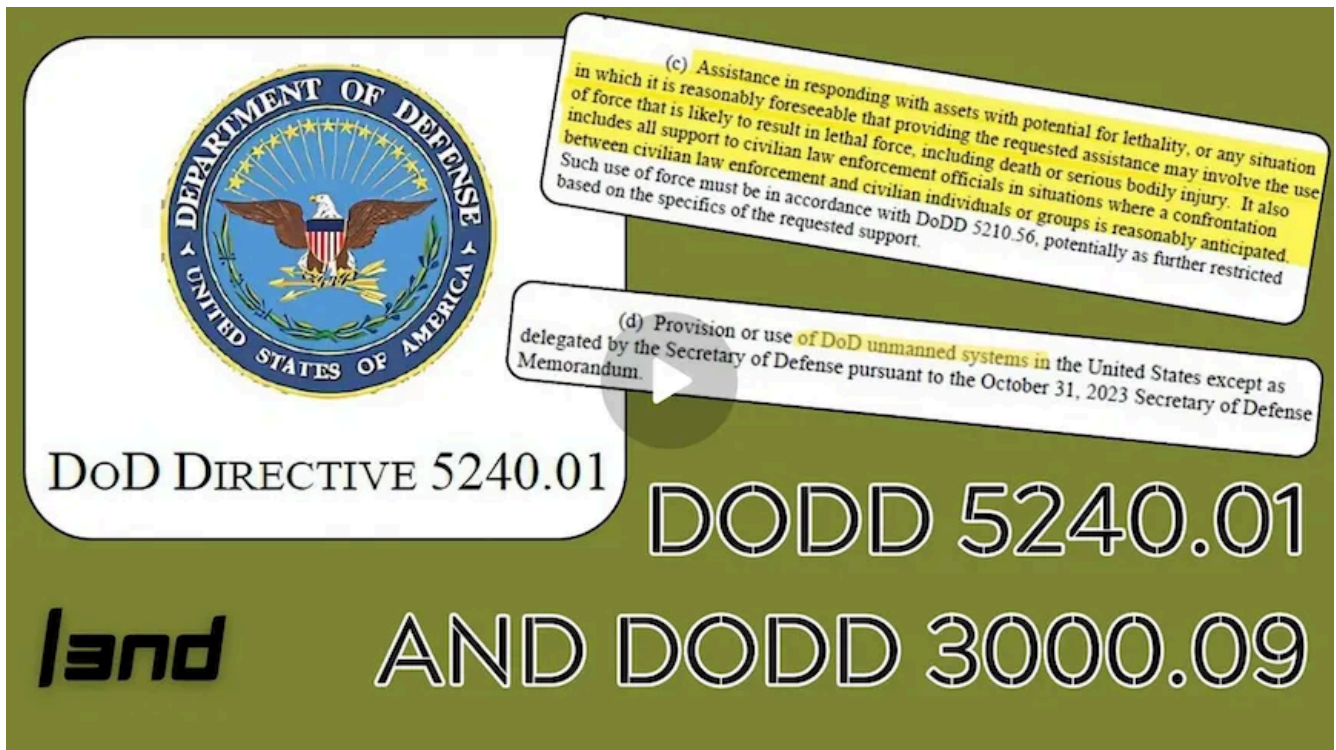 DEPARTMENT OF DEFENSE
UNITED STATES OF AMERICA
DOD DIRECTIVE 5240.01
(c) Assistance in responding with assets with potential for lethality, or any situation
in which it is reasonably foreseeable that providing the requested assistance may involve the use
of force that is likely to result in lethal force, including death or serious bodily injury. It also
includes all support to civilian law enforcement officials in situations where a confrontation
between civilian law enforcement and civilian individuals or groups is reasonably anticipated.
Such use of force must be in accordance with DoDD 5210.56, potentially as further restricted
based on the specifics of the requested support.
(d) Provision or use of DoD unmanned systems in the United States except as
delegated by the Secretary of Defense pursuant to the October 31, 2023 Secretary of Defense
Memorandum.
DODD 5240.01
AND DODD 3000.09
land